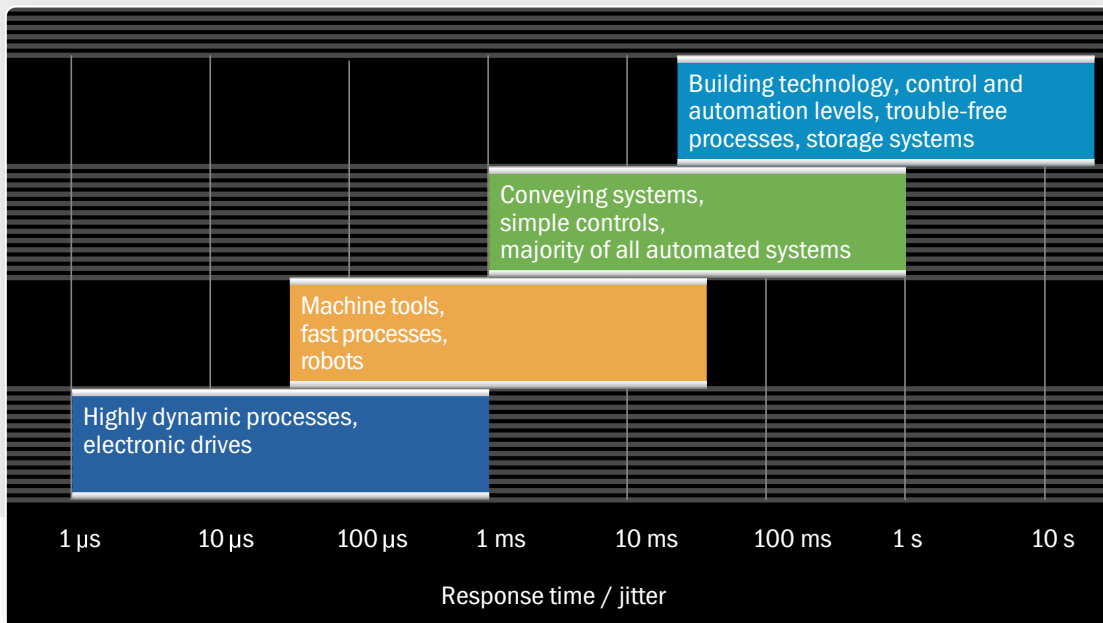 Building technology, control and
automation levels, trouble-free
processes, storage systems
Conveying systems,
simple controls,
majority of all automated systems
Machine tools,
fast processes,
robots
Highly dynamic processes,
electronic drives
1 µs 10 µs 100 µs 1 ms 10 ms 100 ms 1 s 10 s
Response time / jitter